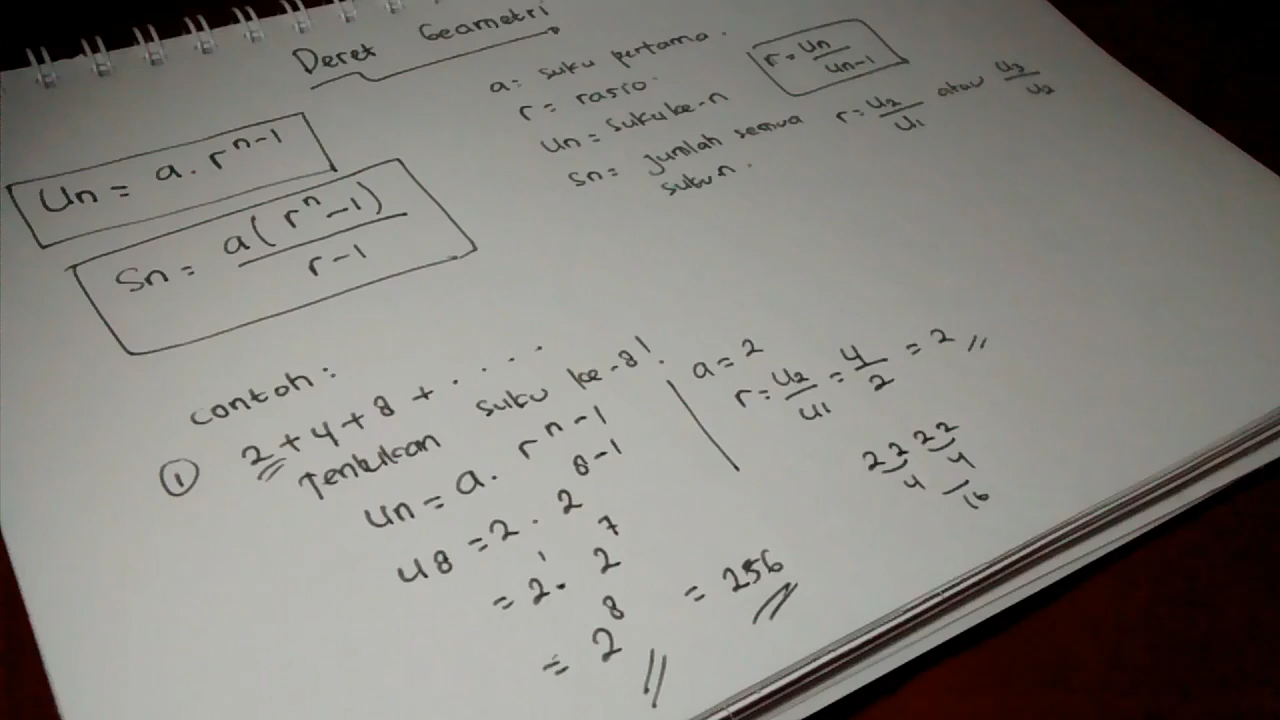 Deret Geometri
Un = a. r^n-1
Sn = a(r^n-1) / r-1
a = suku pertama.
r = rasio.
Un = suku ke-n
Sn = Jumlah semua
suku n.
r = Un / Un-1
r = U2 / U1 atau U3 / U2
contoh:
① 2 + 4 + 8 + . . . .
Tentukan suku ke-8!
Un = a. r^n-1
U8 = 2 . 2^8-1
= 2^1. 2^7
= 2^8 = 256 //
a = 2
r = U2 / U1 = 4 / 2 = 2 //
2 2 2 2
4 4
16